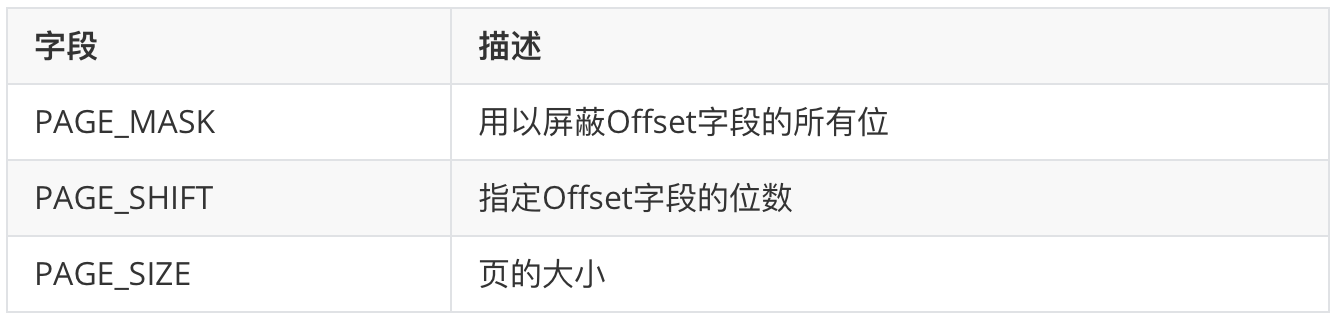 字段 描述
PAGE_MASK 用以屏蔽Offset字段的所有位
PAGE_SHIFT 指定Offset字段的位数
PAGE_SIZE 页的大小